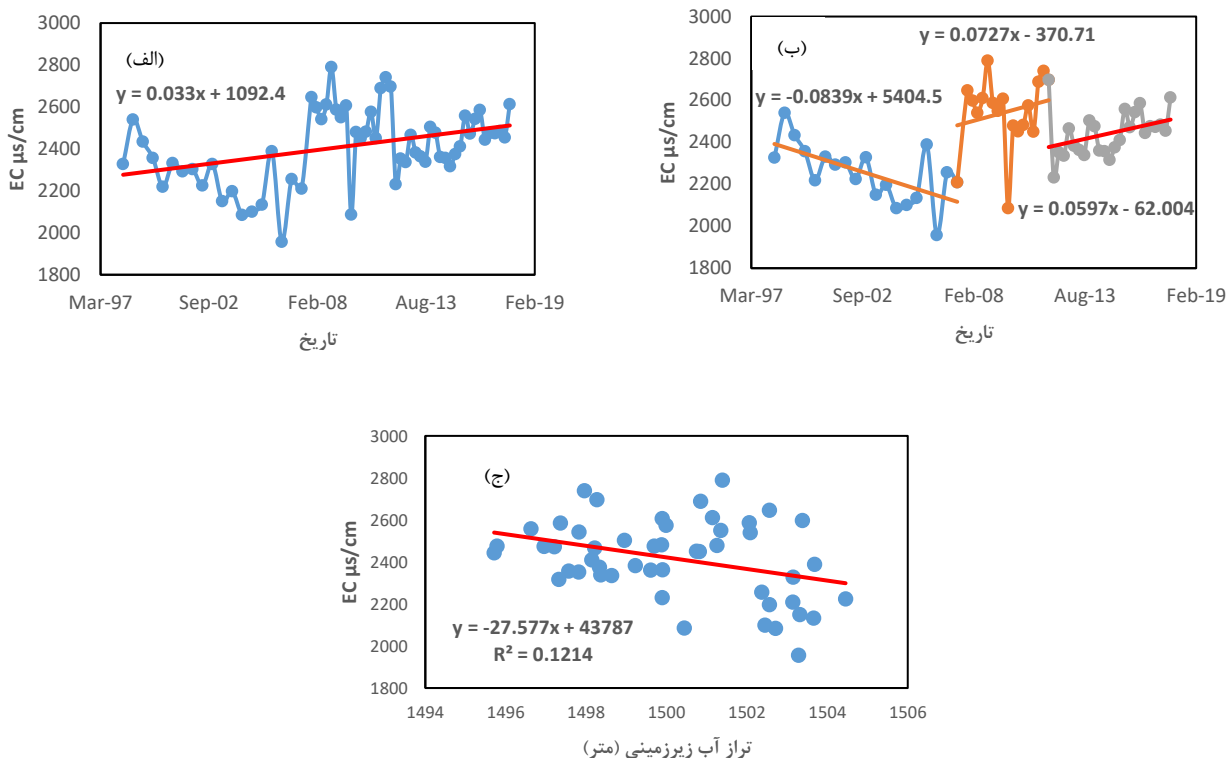 3000
2800
2600
2400
2200
2000
1800
EC µs/cm
(الف)
y = 0.033x + 1092.4
Mar-97
Sep-02
Feb-08
Aug-13
Feb-19
تاریخ
3000
2800
2600
2400
2200
2000
1800
EC µs/cm
(ب)
y = 0.0727x - 370.71
y = -0.0839x + 5404.5
y = 0.0597x - 62.004
Mar-97
Sep-02
Feb-08
Aug-13
Feb-19
تاریخ
3000
2800
2600
2400
2200
2000
1800
EC µs/cm
(ج)
y = -27.577x + 43787
R² = 0.1214
1494
1496
1498
1500
1502
1504
1506
تراز آب زیرزمینی (متر)